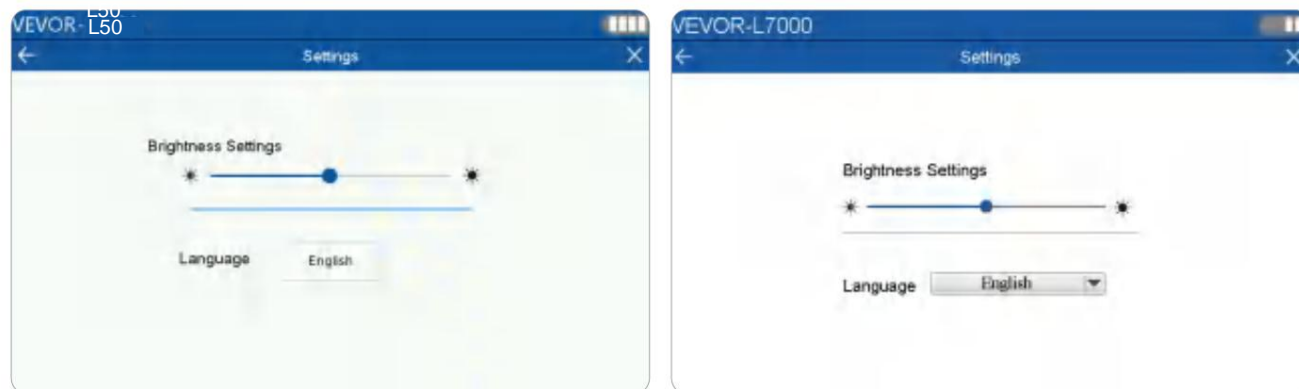 L50
VEVOR- L50
Settings
Brightness Settings
Language English
VEVOR-L7000
Settings
Brightness Settings
Language English